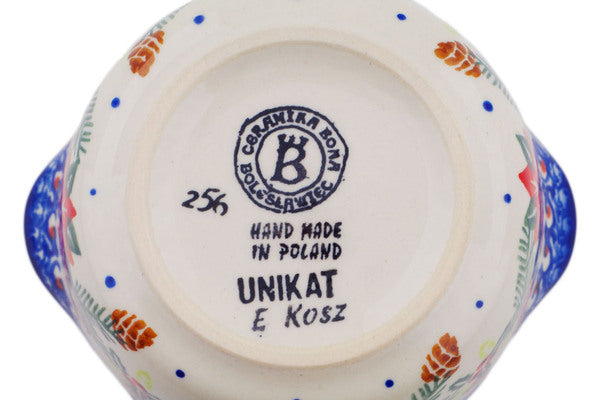 CERAMIKA BONA
B
BOLESŁAWIEC
256
HAND MADE
IN POLAND
UNIKAT
E KOSZ